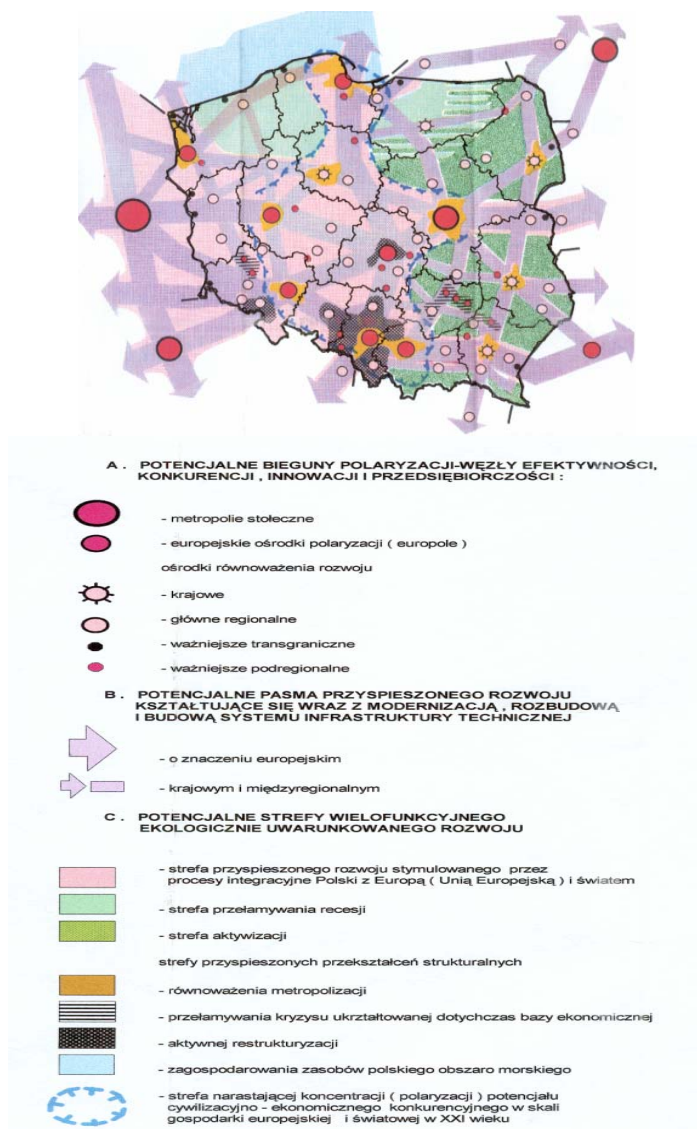 A . POTENCJALNE BIEGUNY POLARYZACJI-WĘZŁY EFEKTYWNOŚCI,
KONKURENCJI , INNOWACJI I PRZEDSIĘBIORCZOŚCI :
- metropolie stołeczne
- europejskie ośrodki polaryzacji ( europole )
ośrodki równoważenia rozwoju
- krajowe
- główne regionalne
- ważniejsze transgraniczne
- ważniejsze podregionalne
B . POTENCJALNE PASMA PRZYSPIESZONEGO ROZWOJU
KSZTAŁTUJĄCE SIĘ WRAZ Z MODERNIZACJĄ , ROZBUDOWĄ
I BUDOWĄ SYSTEMU INFRASTRUKTURY TECHNICZNEJ
- o znaczeniu europejskim
- krajowym i międzyregionalnym
C . POTENCJALNE STREFY WIELOFUNKCYJNEGO
EKOLOGICZNIE UWARUNKOWANEGO ROZWOJU
- strefa przyspieszonego rozwoju stymulowanego przez
procesy integracyjne Polski z Europą ( Unią Europejską ) i światem
- strefa przełamywania recesji
- strefa aktywizacji
strefy przyspieszonych przekształceń strukturalnych
- równoważenia metropolizacji
- przełamywania kryzysu ukrztałtowanej dotychczas bazy ekonomicznej
- aktywnej restrukturyzacji
- zagospodarowania zasobów polskiego obszaro morskiego
- strefa narastającej koncentracji ( polaryzacji ) potencjału
cywilizacyjno - ekonomicznego konkurencyjnego w skali
gospodarki europejskiej i światowej w XXI wieku